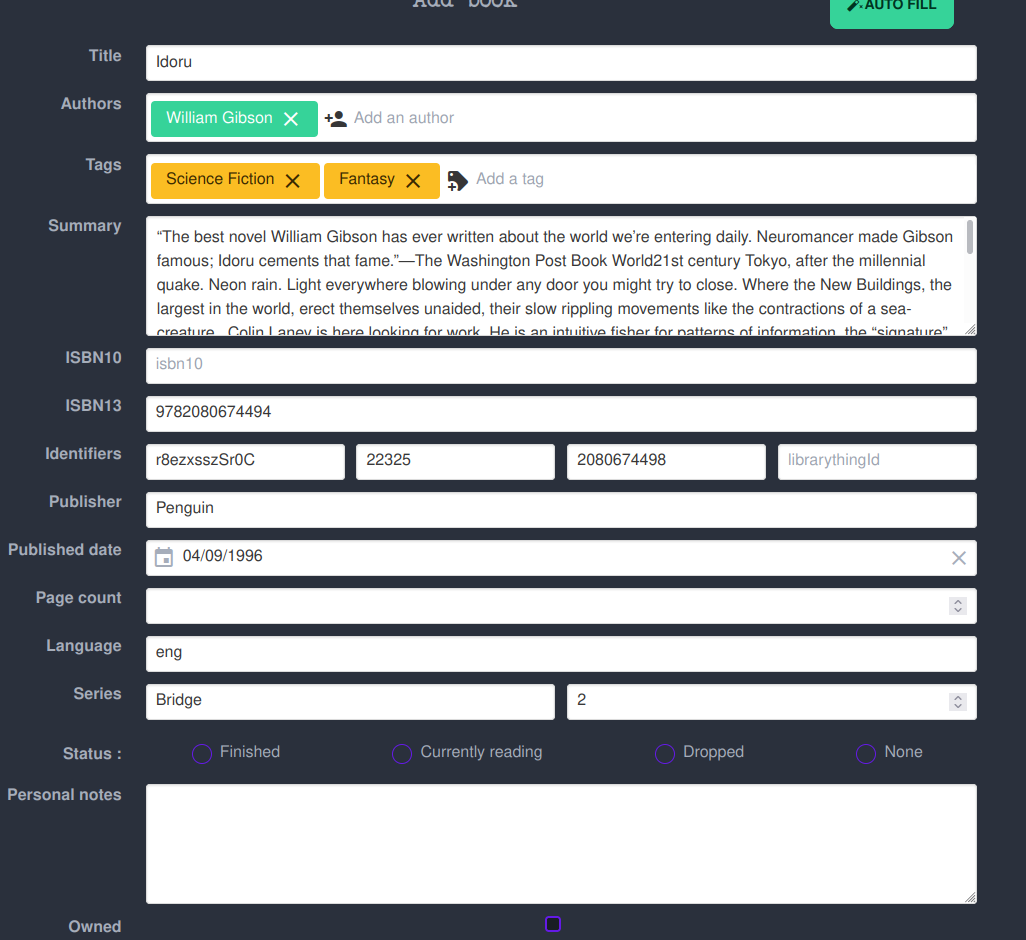 Add book
AUTO FILL
Title
Idoru
Authors
William Gibson
Add an author
Tags
Science Fiction
Fantasy
Add a tag
Summary
“The best novel William Gibson has ever written about the world we’re entering daily. Neuromancer made Gibson
famous; Idoru cements that fame.”—The Washington Post Book World21st century Tokyo, after the millennial
quake. Neon rain. Light everywhere blowing under any door you might try to close. Where the New Buildings, the
largest in the world, erect themselves unaided, their slow rippling movements like the contractions of a sea-
creature...Colin Laney is here looking for work. He is an intuitive fisher for patterns of information, the “signature”
ISBN10
isbn10
ISBN13
9782080674494
Identifiers
r8ezxsszSr0C
22325
2080674498
librarythingId
Publisher
Penguin
Published date
04/09/1996
Page count
Language
eng
Series
Bridge
2
Status :
Finished
Currently reading
Dropped
None
Personal notes
Owned